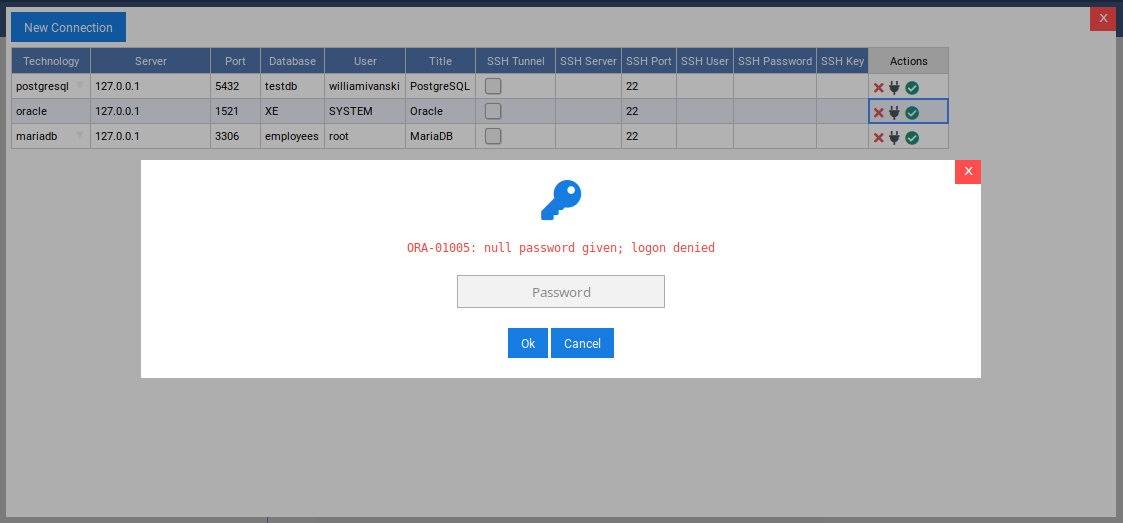 New Connection
X
Technology Server Port Database User Title SSH Tunnel SSH Server SSH Port SSH User SSH Password SSH Key Actions
postgresql 127.0.0.1 5432 testdb williamivanski PostgreSQL 22
oracle 127.0.0.1 1521 XE SYSTEM Oracle 22
mariadb 127.0.0.1 3306 employees root MariaDB 22
X
ORA-01005: null password given; logon denied
Password
Ok Cancel